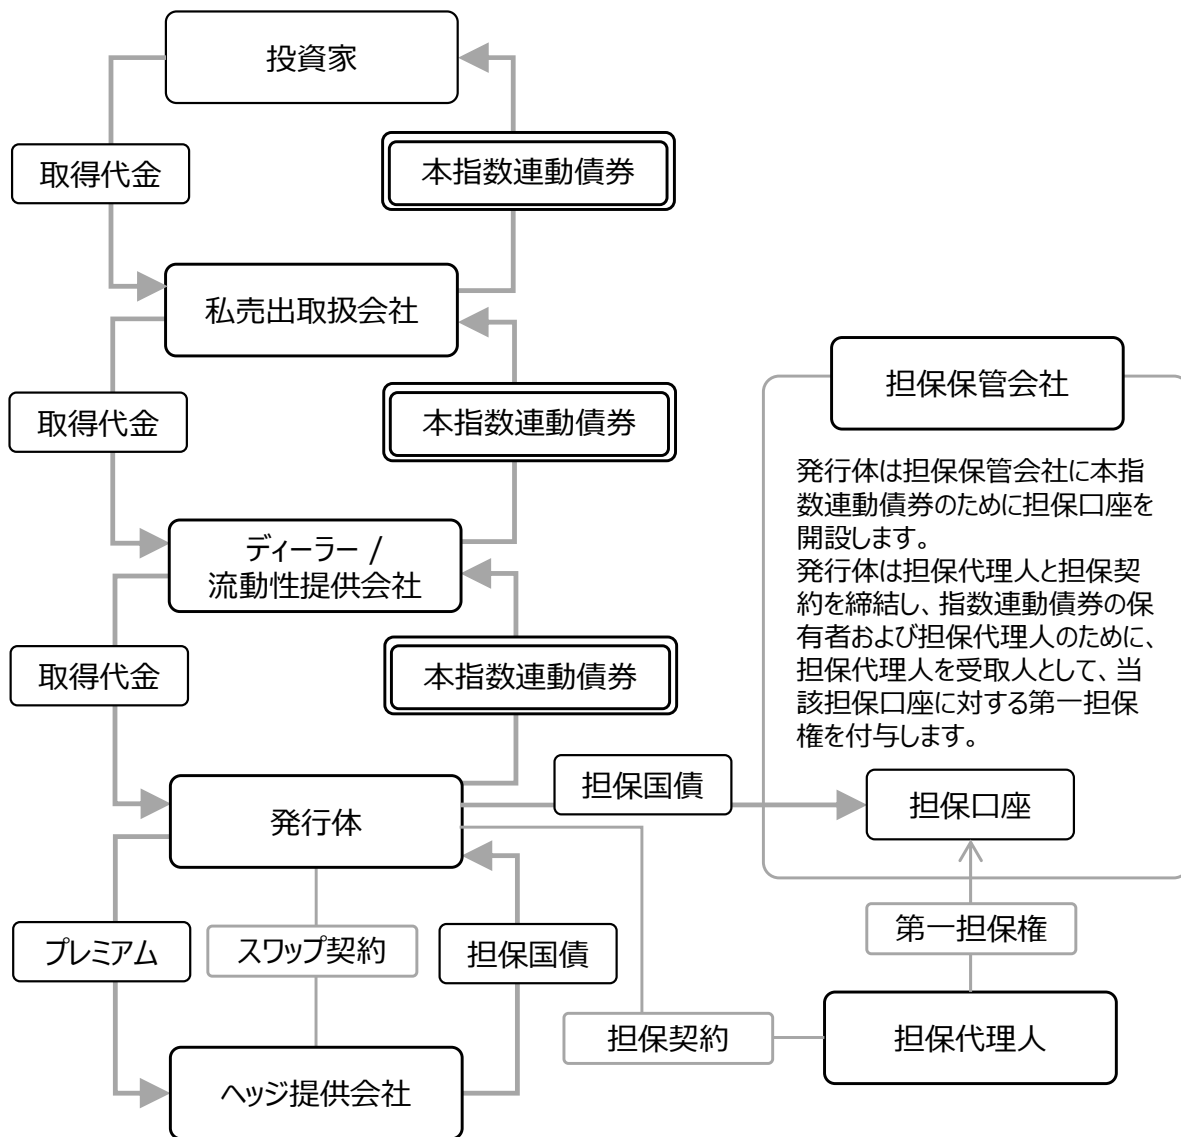 投資家
取得代金
本指数連動債券
私売出取扱会社
取得代金
本指数連動債券
ディーラー /
流動性提供会社
取得代金
本指数連動債券
発行体
プレミアム
スワップ契約
担保国債
ヘッジ提供会社
担保保管会社
発行体は担保保管会社に本指
数連動債券のために担保口座を
開設します。
発行体は担保代理人と担保契
約を締結し、指数連動債券の保
有者および担保代理人のために、
担保代理人を受取人として、当
該担保口座に対する第一担保
権を付与します。
担保国債
担保口座
第一担保権
担保契約
担保代理人